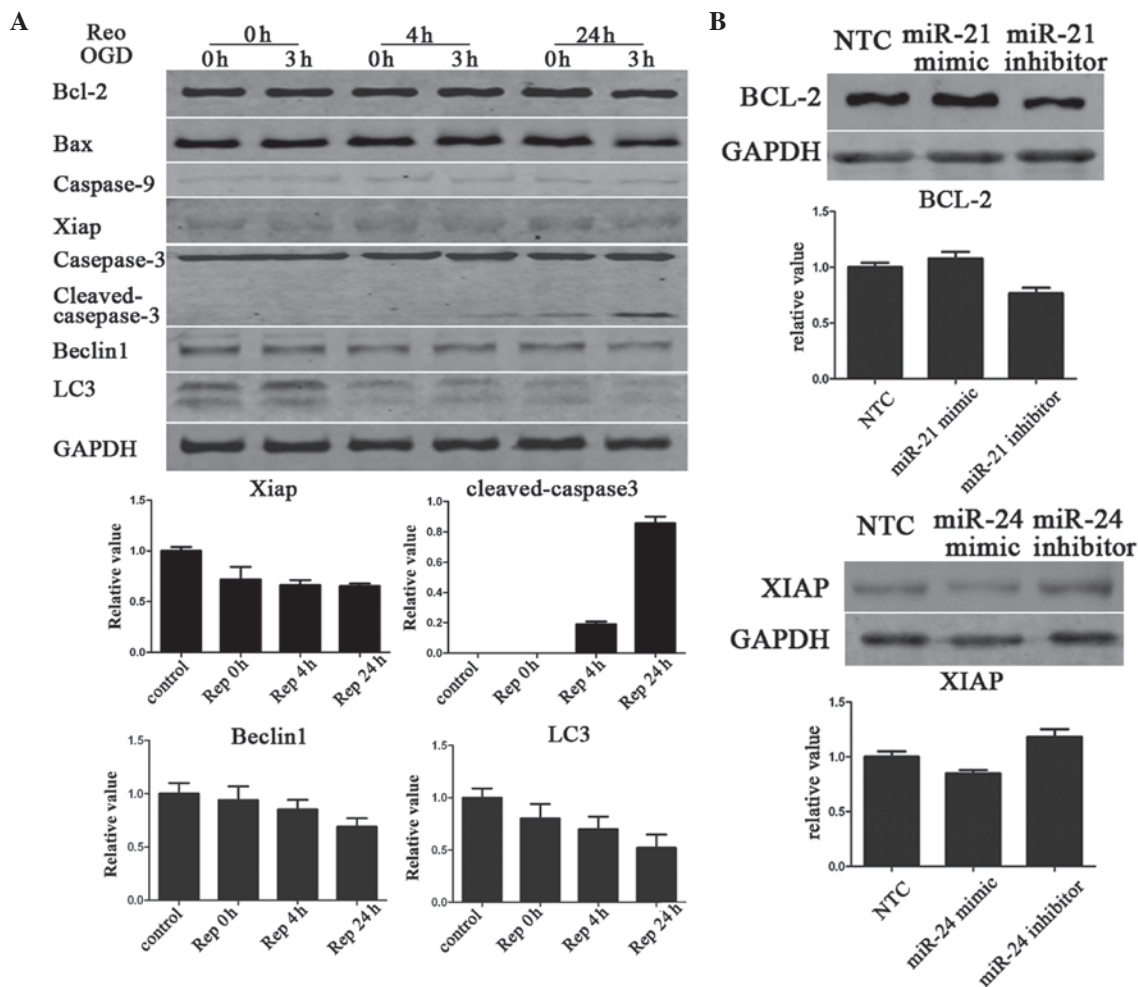 A
Reo 0h 4h 24h
OGD 0h 3h 0h 3h 0h 3h
Bcl-2
Bax
Caspase-9
Xiap
Casepase-3
Cleaved-
casepase-3
Beclin1
LC3
GAPDH
Xiap
Relative value
1.5
1.0
0.5
0.0
control Rep 0h Rep 4h Rep 24h
cleaved-caspase3
Relative value
1.0
0.8
0.6
0.4
0.2
0.0
control Rep 0h Rep 4h Rep 24h
Beclin1
Relative value
1.5
1.0
0.5
0.0
control Rep 0h Rep 4h Rep 24h
LC3
Relative value
1.5
1.0
0.5
0.0
control Rep 0h Rep 4h Rep 24h
B
NTC miR-21 miR-21
mimic inhibitor
BCL-2
GAPDH
BCL-2
relative value
1.5
1.0
0.5
0.0
NTC miR-21 mimic miR-21 inhibitor
NTC miR-24 miR-24
mimic inhibitor
XIAP
GAPDH
XIAP
relative value
1.5
1.0
0.5
0.0
NTC miR-24 mimic miR-24 inhibitor